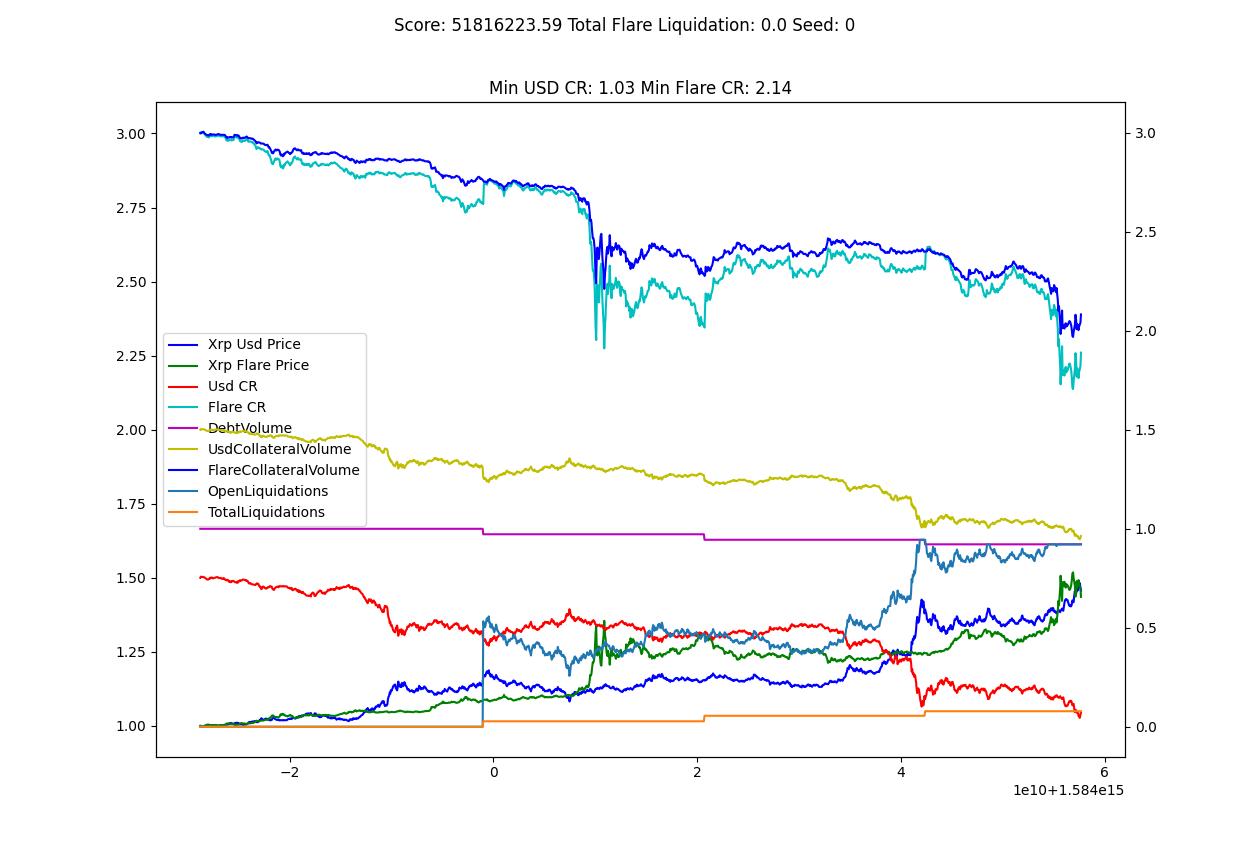 Score: 51816223.59 Total Flare Liquidation: 0.0 Seed: 0
Min USD CR: 1.03 Min Flare CR: 2.14
3.00
2.75
2.50
2.25
2.00
1.75
1.50
1.25
1.00
3.0
2.5
2.0
1.5
1.0
0.5
0.0
Xrp Usd Price
Xrp Flare Price
Usd CR
Flare CR
DebtVolume
UsdCollateralVolume
FlareCollateralVolume
OpenLiquidations
TotalLiquidations
−2 0 2 4 6
1e10+1.584e15